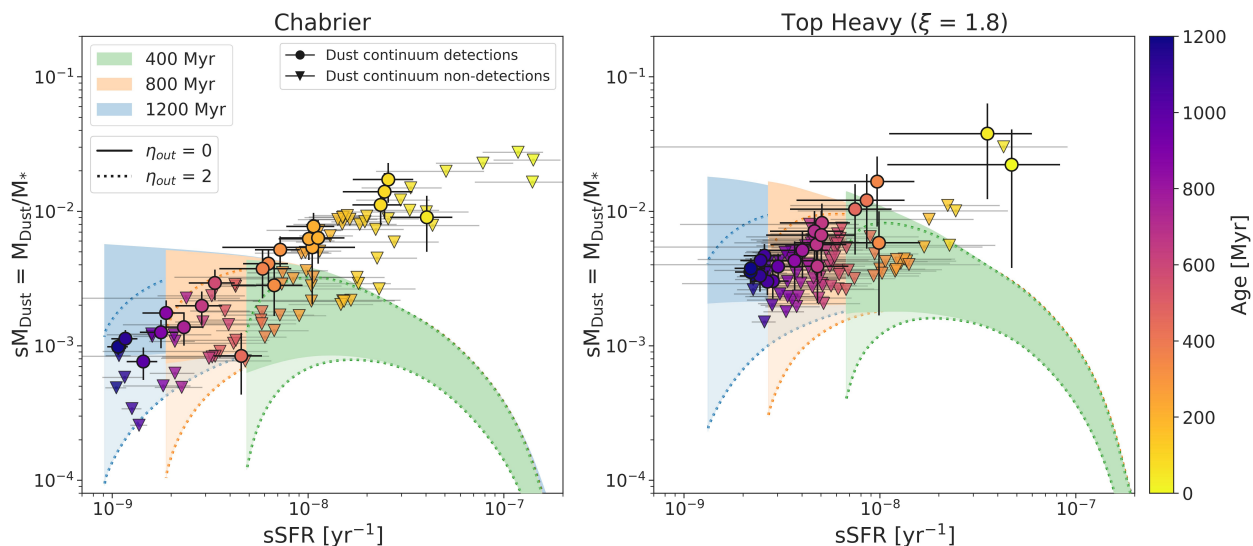 Chabrier
Top Heavy (ξ = 1.8)
400 Myr
800 Myr
1200 Myr
η_out = 0
η_out = 2
Dust continuum detections
Dust continuum non-detections
sM_Dust = M_Dust/M_*
10⁻¹
10⁻²
10⁻³
10⁻⁴
10⁻⁹
10⁻⁸
10⁻⁷
sSFR [yr⁻¹]
sM_Dust = M_Dust/M_*
10⁻¹
10⁻²
10⁻³
10⁻⁴
10⁻⁹
10⁻⁸
10⁻⁷
sSFR [yr⁻¹]
1200
1000
800
600
400
200
0
Age [Myr]